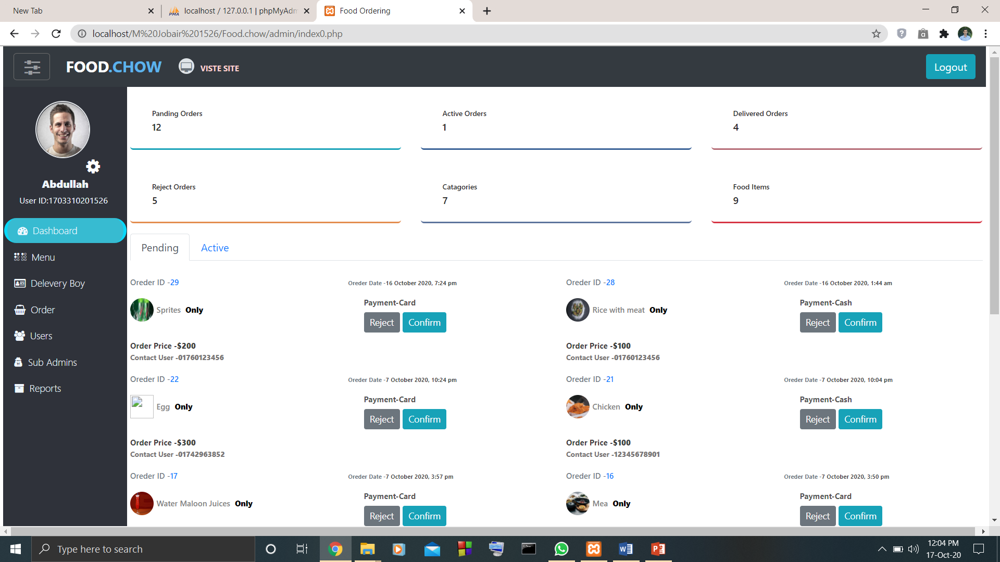 New Tab
localhost / 127.0.0.1 | phpMyAdm
Food Ordering
localhost/M%20Jobair%201526/Food.chow/admin/index0.php
FOOD.CHOW
VISTE SITE
Logout
Abdullah
User ID:1703310201526
Dashboard
Menu
Delevery Boy
Order
Users
Sub Admins
Reports
Panding Orders
12
Active Orders
1
Delivered Orders
4
Reject Orders
5
Catagories
7
Food Items
9
Pending
Active
Oreder ID -29
Oreder Date -16 October 2020, 7:24 pm
Sprites Only
Payment-Card
Reject
Confirm
Order Price -$200
Contact User -01760123456
Oreder ID -28
Oreder Date -16 October 2020, 1:44 am
Rice with meat Only
Payment-Cash
Reject
Confirm
Order Price -$100
Contact User -01760123456
Oreder ID -22
Oreder Date -7 October 2020, 10:24 pm
Egg Only
Payment-Card
Reject
Confirm
Order Price -$300
Contact User -01742963852
Oreder ID -21
Oreder Date -7 October 2020, 10:04 pm
Chicken Only
Payment-Cash
Reject
Confirm
Order Price -$100
Contact User -12345678901
Oreder ID -17
Oreder Date -7 October 2020, 3:57 pm
Water Maloon Juices Only
Payment-Card
Reject
Confirm
Oreder ID -16
Oreder Date -7 October 2020, 3:50 pm
Mea Only
Payment-Card
Reject
Confirm
Type here to search
12:04 PM
17-Oct-20